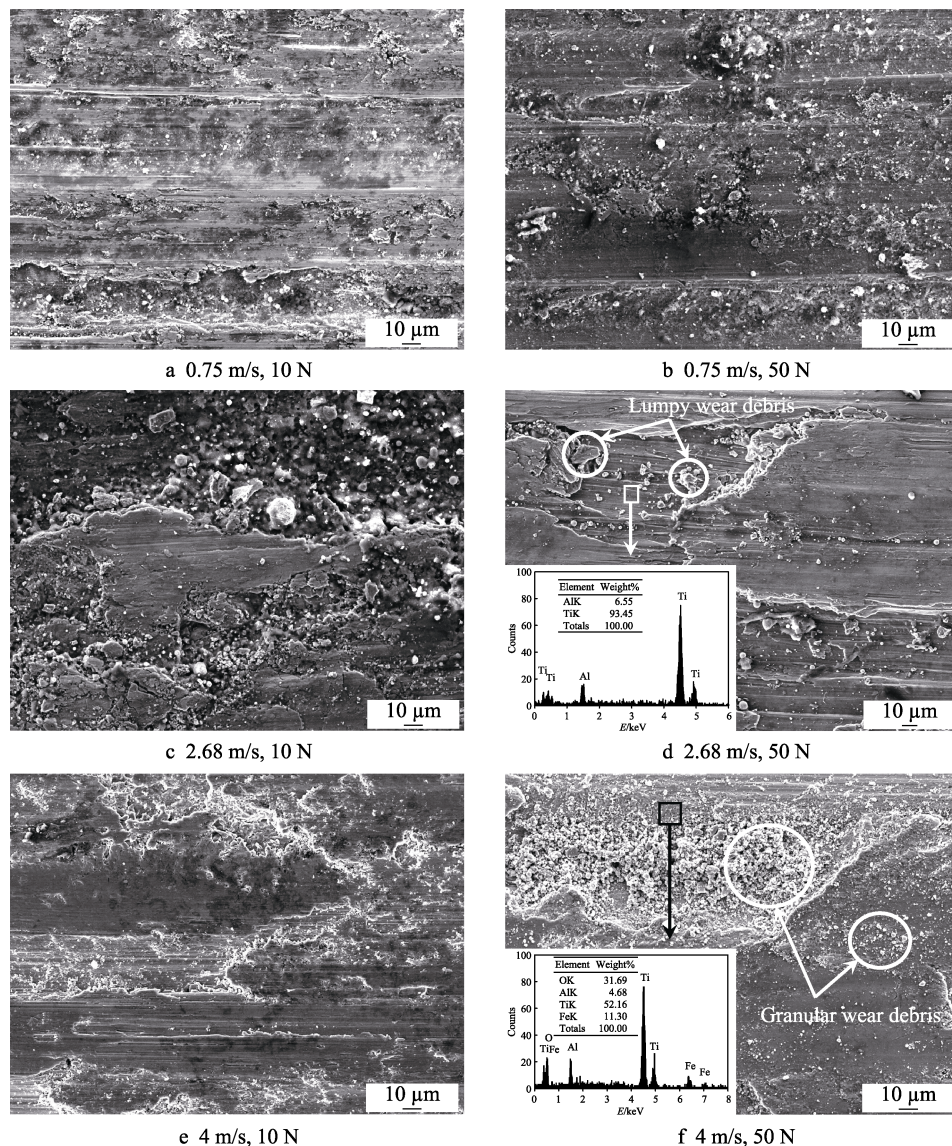 10 μm
10 μm
a 0.75 m/s, 10 N
b 0.75 m/s, 50 N
10 μm
Lumpy wear debris
Element Weight%
AlK 6.55
TiK 93.45
Totals 100.00
100
80
60
40
20
0
Counts
Ti
Ti
Al
Ti
Ti
0 1 2 3 4 5 6
E/keV
10 μm
c 2.68 m/s, 10 N
d 2.68 m/s, 50 N
10 μm
Granular wear debris
Element Weight%
OK 31.69
AlK 4.68
TiK 52.16
FeK 11.30
Totals 100.00
100
80
60
40
20
0
Counts
O
TiFe
Al
Ti
Ti
Fe
Fe
0 1 2 3 4 5 6 7 8
E/keV
10 μm
e 4 m/s, 10 N
f 4 m/s, 50 N